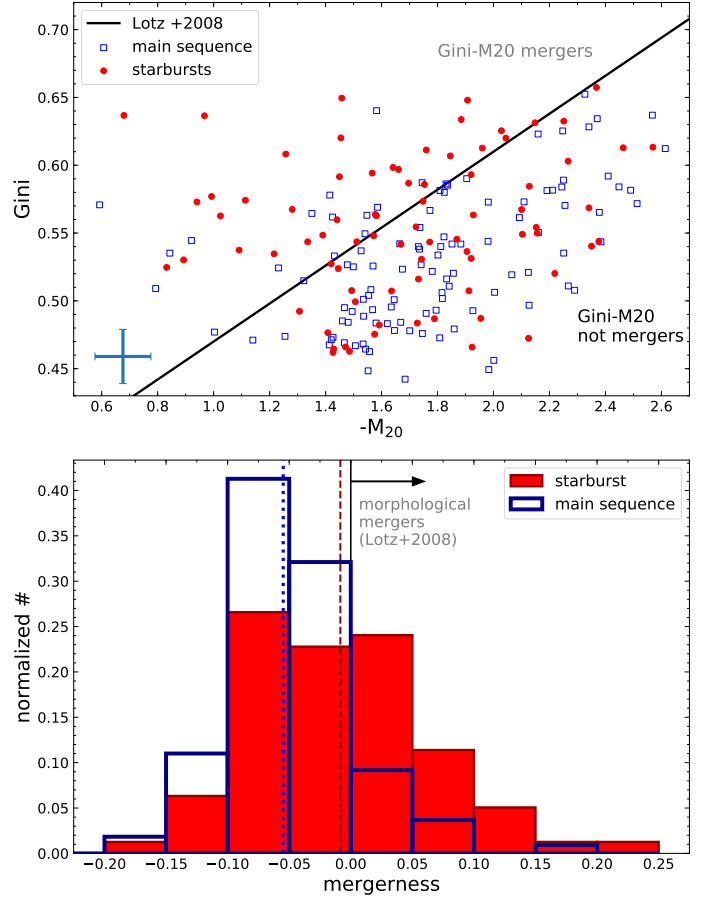 0.70
0.65
0.60
0.55
0.50
0.45
Gini
Lotz +2008
main sequence
starbursts
Gini-M20 mergers
Gini-M20
not mergers
0.6 0.8 1.0 1.2 1.4 1.6 1.8 2.0 2.2 2.4 2.6
-M20
0.40
0.35
0.30
0.25
0.20
0.15
0.10
0.05
0.00
normalized #
morphological
mergers
(Lotz+2008)
starburst
main sequence
−0.20 −0.15 −0.10 −0.05 0.00 0.05 0.10 0.15 0.20 0.25
mergerness